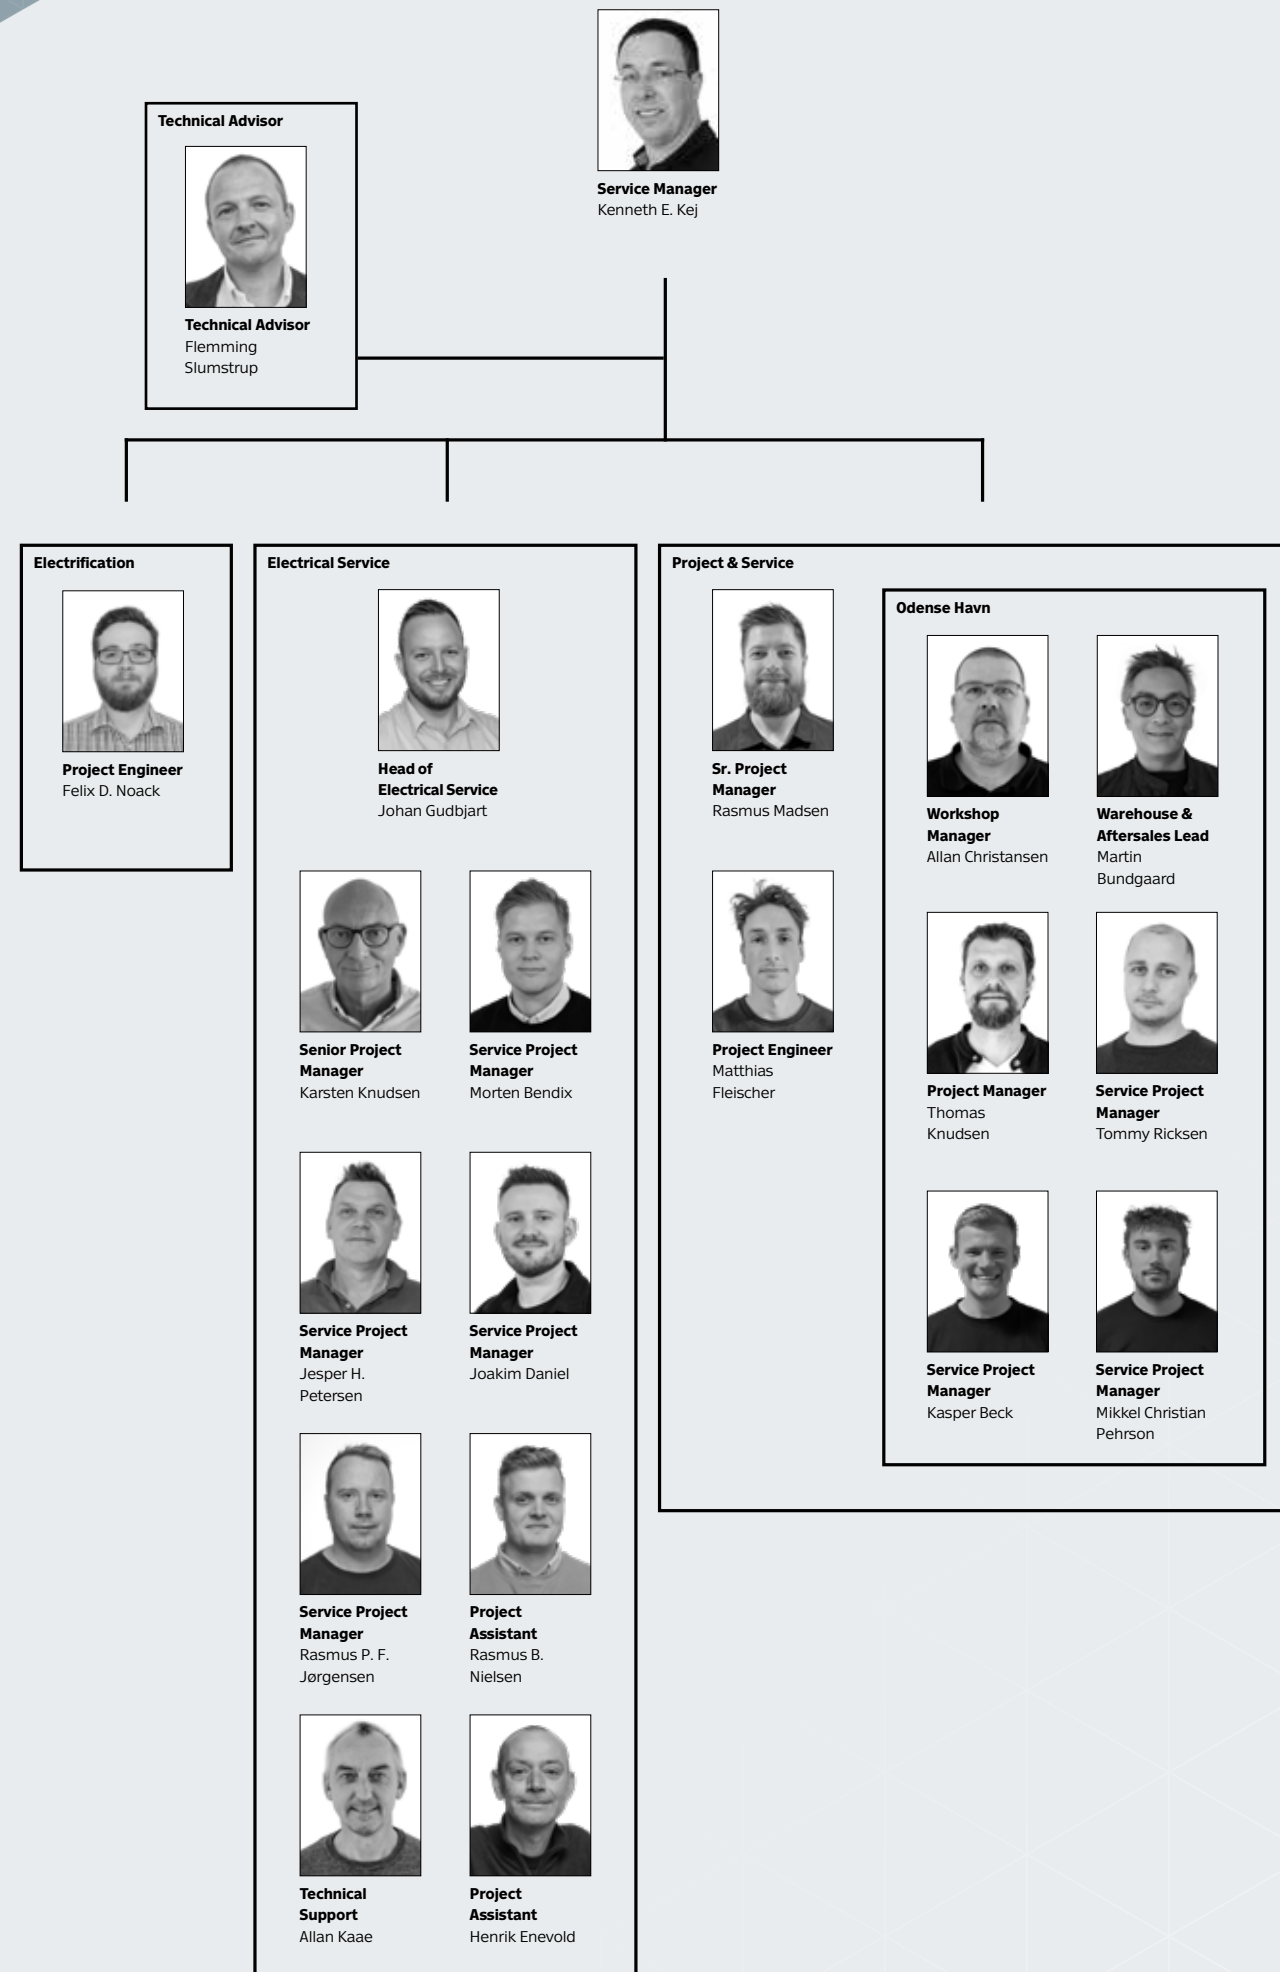 Service Manager
Kenneth E. Kej
Technical Advisor
Technical Advisor
Flemming
Slumstrup
Electrification
Project Engineer
Felix D. Noack
Electrical Service
Head of
Electrical Service
Johan Gudbjart
Senior Project
Manager
Karsten Knudsen
Service Project
Manager
Morten Bendix
Service Project
Manager
Jesper H.
Petersen
Service Project
Manager
Joakim Daniel
Service Project
Manager
Rasmus P. F.
Jørgensen
Project
Assistant
Rasmus B.
Nielsen
Technical
Support
Allan Kaae
Project
Assistant
Henrik Enevold
Project & Service
Sr. Project
Manager
Rasmus Madsen
Project Engineer
Matthias
Fleischer
Odense Havn
Workshop
Manager
Allan Christansen
Warehouse &
Aftersales Lead
Martin
Bundgaard
Project Manager
Thomas
Knudsen
Service Project
Manager
Tommy Ricksen
Service Project
Manager
Kasper Beck
Service Project
Manager
Mikkel Christian
Pehrson